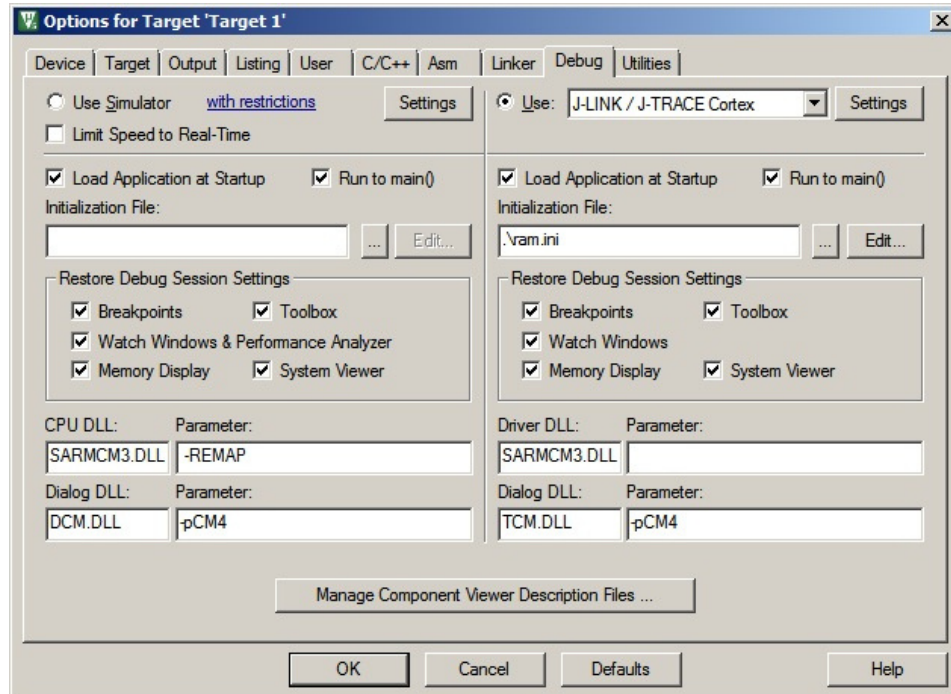 Options for Target 'Target 1'
Device Target Output Listing User C/C++ Asm Linker Debug Utilities
Use Simulator with restrictions Settings
Limit Speed to Real-Time
Use: J-LINK / J-TRACE Cortex Settings
Load Application at Startup Run to main()
Initialization File:
... Edit...
Restore Debug Session Settings
Breakpoints Toolbox
Watch Windows & Performance Analyzer
Memory Display System Viewer
CPU DLL: Parameter:
SARMCM3.DLL -REMAP
Dialog DLL: Parameter:
DCM.DLL -pCM4
Load Application at Startup Run to main()
Initialization File:
.\ram.ini ... Edit...
Restore Debug Session Settings
Breakpoints Toolbox
Watch Windows
Memory Display System Viewer
Driver DLL: Parameter:
SARMCM3.DLL
Dialog DLL: Parameter:
TCM.DLL -pCM4
Manage Component Viewer Description Files ...
OK Cancel Defaults Help